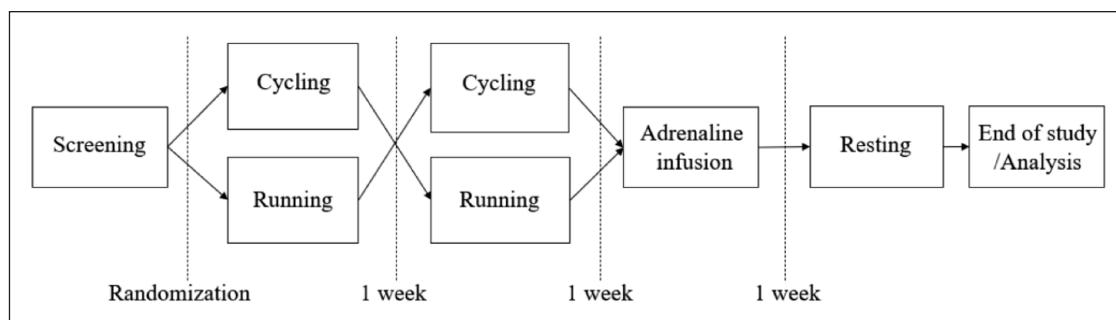 Screening
Cycling
Running
Cycling
Running
Adrenaline
infusion
Resting
End of study
/Analysis
Randomization
1 week
1 week
1 week